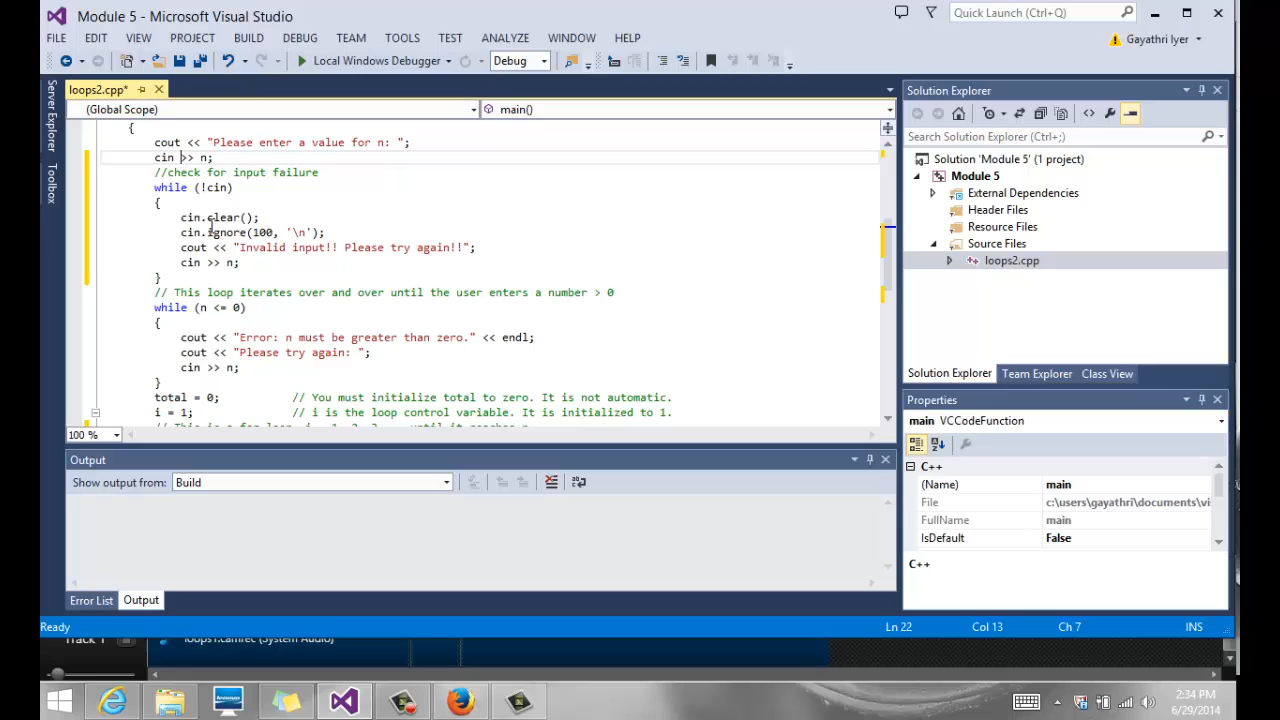 Module 5 - Microsoft Visual Studio
Quick Launch (Ctrl+Q)
FILE EDIT VIEW PROJECT BUILD DEBUG TEAM TOOLS TEST ANALYZE WINDOW HELP
Gayathri Iyer
Local Windows Debugger
Debug
Server Explorer
Toolbox
loops2.cpp*
(Global Scope)
main()
{
cout << "Please enter a value for n: ";
cin >> n;
//check for input failure
while (!cin)
{
cin.clear();
cin.ignore(100, '\n');
cout << "Invalid input!! Please try again!!";
cin >> n;
}
// This loop iterates over and over until the user enters a number > 0
while (n <= 0)
{
cout << "Error: n must be greater than zero." << endl;
cout << "Please try again: ";
cin >> n;
}
total = 0; // You must initialize total to zero. It is not automatic.
i = 1; // i is the loop control variable. It is initialized to 1.
100 %
Output
Show output from: Build
Error List Output
Solution Explorer
Search Solution Explorer (Ctrl+;)
Solution 'Module 5' (1 project)
Module 5
External Dependencies
Header Files
Resource Files
Source Files
loops2.cpp
Solution Explorer Team Explorer Class View
Properties
main VCCodeFunction
C++
(Name) main
File c:\users\gayathri\documents\vi
FullName main
IsDefault False
C++
Ready
Ln 22 Col 13 Ch 7 INS
Track 1
loops1.camrec (System Audio)
2:34 PM
6/29/2014